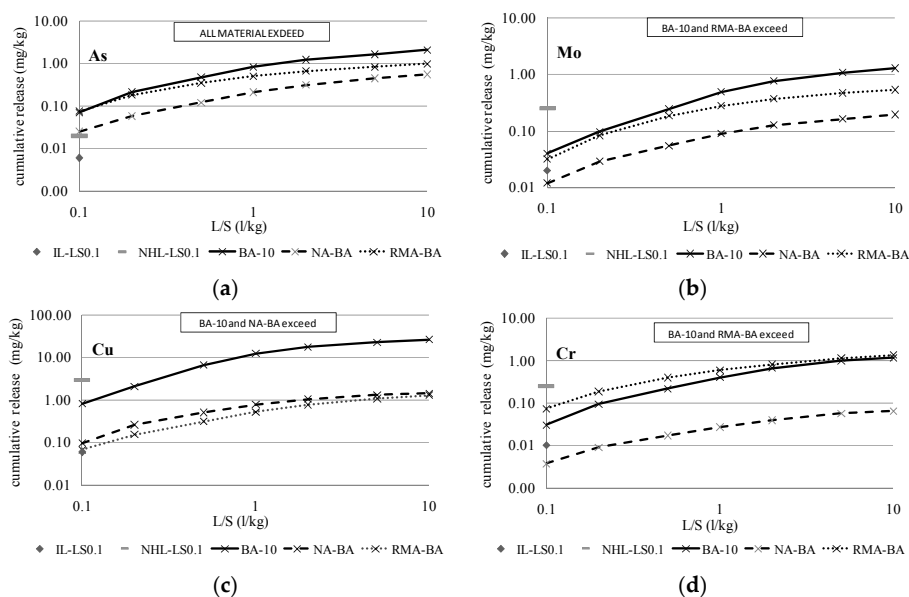 ALL MATERIAL EXDEED
As
cumulative release (mg/kg)
10.00
1.00
0.10
0.01
0.00
0.1
1
10
L/S (l/kg)
IL-LS0.1 NHL-LS0.1 BA-10 NA-BA RMA-BA
(a)
BA-10 and RMA-BA exceed
Mo
cumulative release (mg/kg)
10.00
1.00
0.10
0.01
0.1
1
10
L/S (l/kg)
IL-LS0.1 NHL-LS0.1 BA-10 NA-BA RMA-BA
(b)
BA-10 and NA-BA exceed
Cu
cumulative release (mg/kg)
100.00
10.00
1.00
0.10
0.01
0.1
1
10
L/S (l/kg)
IL-LS0.1 NHL-LS0.1 BA-10 NA-BA RMA-BA
(c)
BA-10 and RMA-BA exceed
Cr
cumulative release (mg/kg)
10.00
1.00
0.10
0.01
0.00
0.1
1
10
L/S (l/kg)
IL-LS0.1 NHL-LS0.1 BA-10 NA-BA RMA-BA
(d)